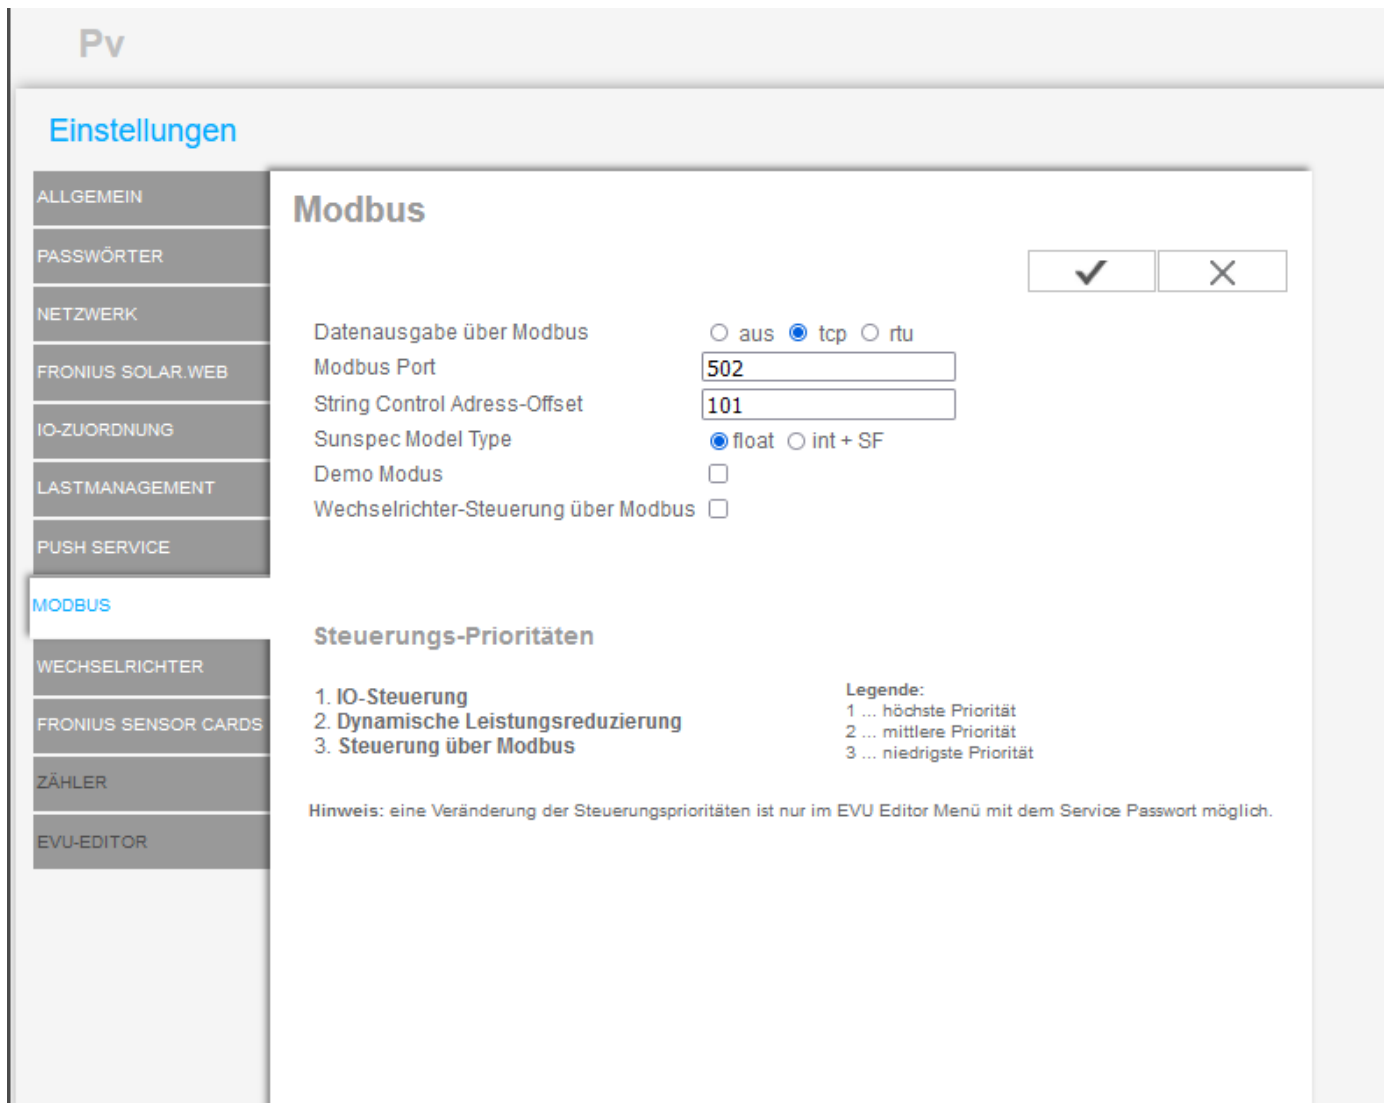 Pv
Einstellungen
ALLGEMEIN
PASSWÖRTER
NETZWERK
FRONIUS SOLAR.WEB
IO-ZUORDNUNG
LASTMANAGEMENT
PUSH SERVICE
MODBUS
WECHSELRICHTER
FRONIUS SENSOR CARDS
ZÄHLER
EVU-EDITOR
Modbus
Datenausgabe über Modbus aus tcp rtu
Modbus Port 502
String Control Adress-Offset 101
Sunspec Model Type float int + SF
Demo Modus
Wechselrichter-Steuerung über Modbus
Steuerungs-Prioritäten
1. IO-Steuerung
2. Dynamische Leistungsreduzierung
3. Steuerung über Modbus
Legende:
1 ... höchste Priorität
2 ... mittlere Priorität
3 ... niedrigste Priorität
Hinweis: eine Veränderung der Steuerungsprioritäten ist nur im EVU Editor Menü mit dem Service Passwort möglich.